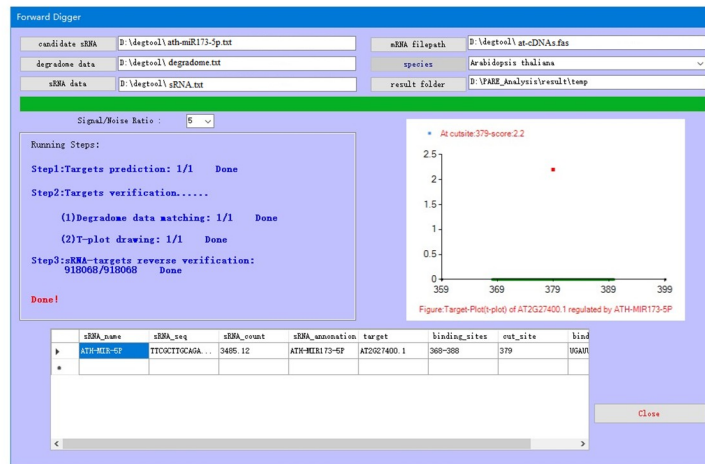 Forward Digger
candidate sRNA D:\degtool\ ath-miR173-5p.txt mRNA filepath D:\degtool\ at-cDNAs.fas
degradome data D:\degtool\ degradome.txt species Arabidopsis thaliana
sRNA data D:\degtool\ sRNA.txt result folder D:\PARE_Analysis\result\temp
Signal/Noise Ratio : 5
Running Steps:
Step1:Targets prediction: 1/1 Done
Step2:Targets verification......
(1)Degradome data matching: 1/1 Done
(2)T-plot drawing: 1/1 Done
Step3:sRNA-targets reverse verification:
918068/918068 Done
Done!
At cutsite:379-score:2.2
2.5
2
1.5
1
0.5
0
359 369 379 389 399
Figure:Target-Plot(t-plot) of AT2G27400.1 regulated by ATH-MIR173-5P
sRNA_name sRNA_seq sRNA_count sRNA_annonation target binding_sites cut_site bind
ATH-MIR-5P TTCGCTTGCAGA... 3485.12 ATH-MIR173-5P AT2G27400.1 368-388 379
Close